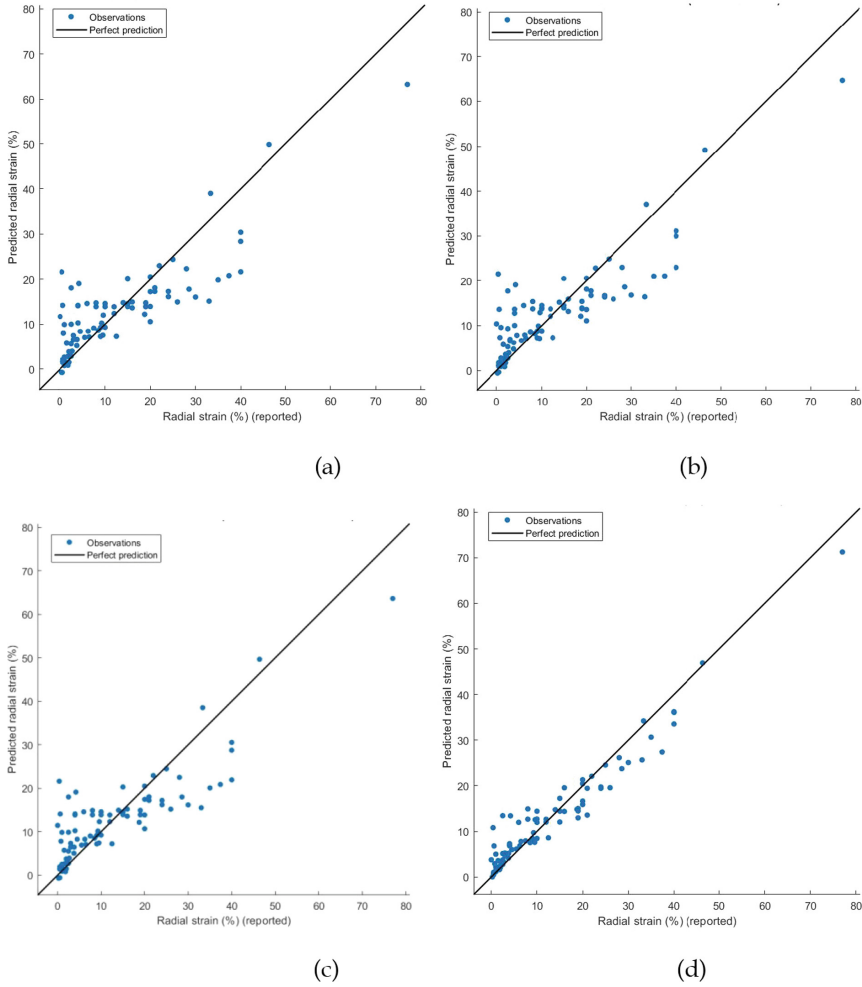 Observations
Perfect prediction
80
70
60
50
40
30
20
10
0
Predicted radial strain (%)
0 10 20 30 40 50 60 70 80
Radial strain (%) (reported)
(a)
Observations
Perfect prediction
80
70
60
50
40
30
20
10
0
Predicted radial strain (%)
0 10 20 30 40 50 60 70 80
Radial strain (%) (reported)
(b)
Observations
Perfect prediction
80
70
60
50
40
30
20
10
0
Predicted radial strain (%)
0 10 20 30 40 50 60 70 80
Radial strain (%) (reported)
(c)
Observations
Perfect prediction
80
70
60
50
40
30
20
10
0
Predicted radial strain (%)
0 10 20 30 40 50 60 70 80
Radial strain (%) (reported)
(d)